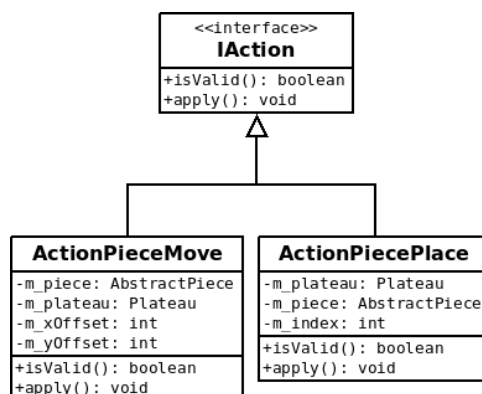 <<interface>>
IAction
+isValid(): boolean
+apply(): void
ActionPieceMove
-m_piece: AbstractPiece
-m_plateau: Plateau
-m_xOffset: int
-m_yOffset: int
+isValid(): boolean
+apply(): void
ActionPiecePlace
-m_plateau: Plateau
-m_piece: AbstractPiece
-m_index: int
+isValid(): boolean
+apply(): void